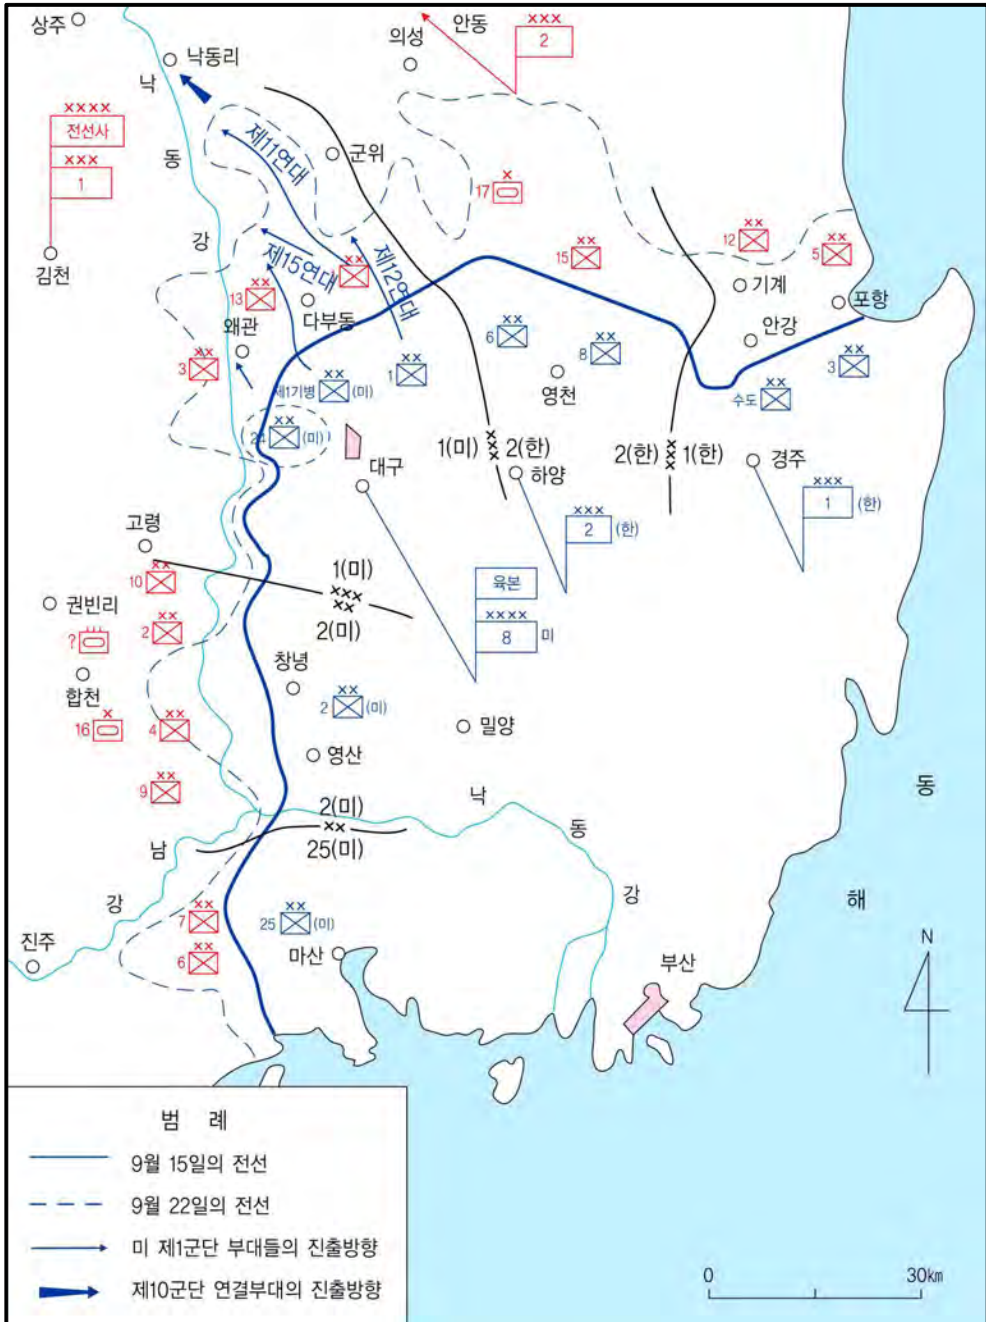 상주
낙동리
의성
안동
×××
2
낙
××××
전선사
×××
1
김천
동
제11연대
군위
×
17
강
제15연대
제12연대
××
××
13
다부동
왜관
××
3
××
15
××
12
××
5
기계
포항
안강
××
6
××
8
영천
××
3
××
수도
××
제1기병
(미)
××
1
××
24
(미)
대구
1(미)
×××
2(한)
하양
2(한)
×××
1(한)
경주
×××
1
(한)
×××
2
(한)
고령
××
10
1(미)
×××
××
2(미)
육본
××××
8
미
권빈리
?
××
2
합천
×
16
××
4
창녕
××
2
(미)
밀양
영산
××
9
2(미)
××
25(미)
낙
동
강
남
강
진주
××
7
××
6
××
25
(미)
마산
부산
동
해
N
범 례
9월 15일의 전선
9월 22일의 전선
미 제1군단 부대들의 진출방향
제10군단 연결부대의 진출방향
0
30km